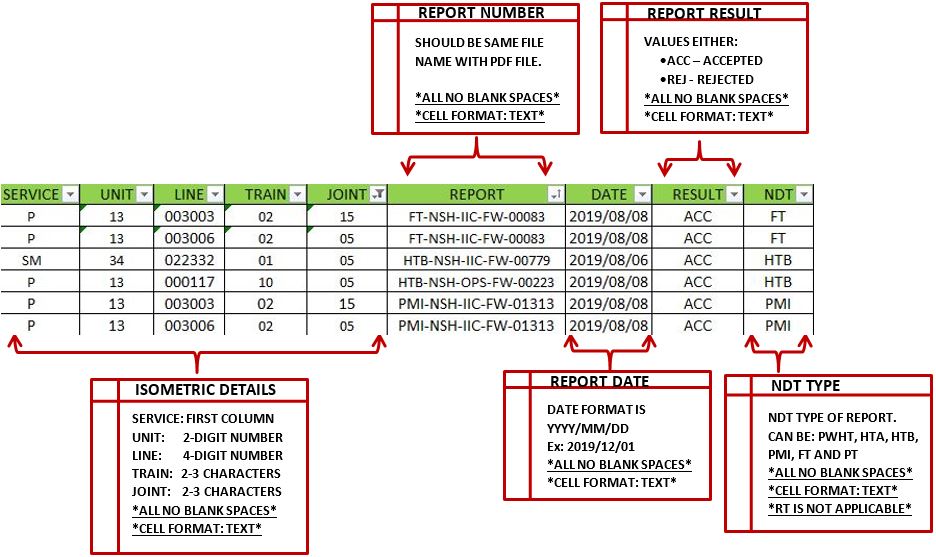 REPORT NUMBER
SHOULD BE SAME FILE
NAME WITH PDF FILE.
*ALL NO BLANK SPACES*
*CELL FORMAT: TEXT*
REPORT RESULT
VALUES EITHER:
•ACC – ACCEPTED
•REJ - REJECTED
*ALL NO BLANK SPACES*
*CELL FORMAT: TEXT*
SERVICE UNIT LINE TRAIN JOINT REPORT DATE RESULT NDT
P 13 003003 02 15 FT-NSH-IIC-FW-00083 2019/08/08 ACC FT
P 13 003006 02 05 FT-NSH-IIC-FW-00083 2019/08/08 ACC FT
SM 34 022332 01 05 HTB-NSH-IIC-FW-00779 2019/08/06 ACC HTB
P 13 000117 10 05 HTB-NSH-OPS-FW-00223 2019/08/08 ACC HTB
P 13 003003 02 15 PMI-NSH-IIC-FW-01313 2019/08/08 ACC PMI
P 13 003006 02 05 PMI-NSH-IIC-FW-01313 2019/08/08 ACC PMI
ISOMETRIC DETAILS
SERVICE: FIRST COLUMN
UNIT: 2-DIGIT NUMBER
LINE: 4-DIGIT NUMBER
TRAIN: 2-3 CHARACTERS
JOINT: 2-3 CHARACTERS
*ALL NO BLANK SPACES*
*CELL FORMAT: TEXT*
REPORT DATE
DATE FORMAT IS
YYYY/MM/DD
Ex: 2019/12/01
*ALL NO BLANK SPACES*
*CELL FORMAT: TEXT*
NDT TYPE
NDT TYPE OF REPORT.
CAN BE: PWHT, HTA, HTB,
PMI, FT AND PT
*ALL NO BLANK SPACES*
*CELL FORMAT: TEXT*
*RT IS NOT APPLICABLE*